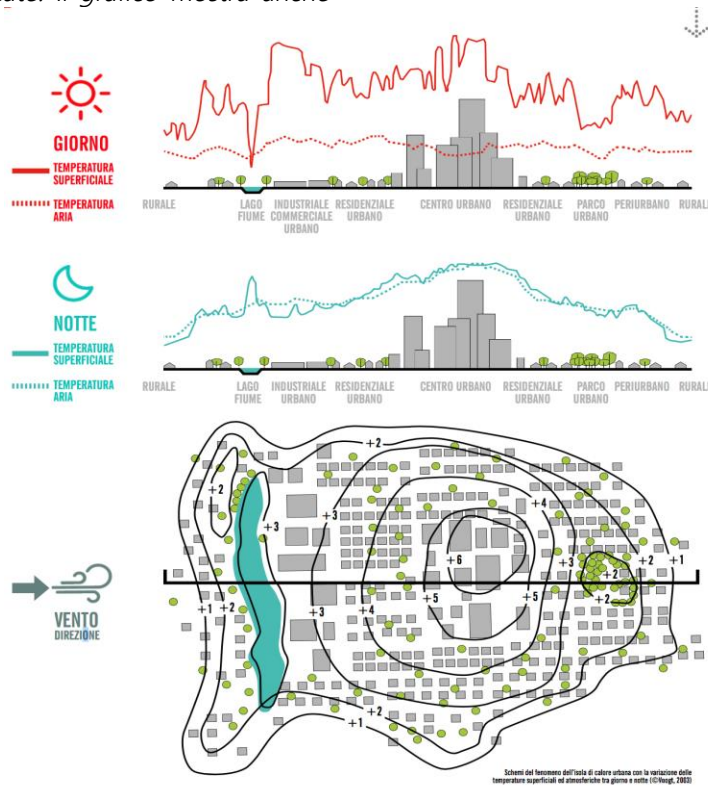 GIORNO
TEMPERATURA
SUPERFICIALE
TEMPERATURA
ARIA
RURALE
LAGO
FIUME
INDUSTRIALE
COMMERCIALE
URBANO
RESIDENZIALE
URBANO
CENTRO URBANO
RESIDENZIALE
URBANO
PARCO
URBANO
PERIURBANO
RURALE
NOTTE
TEMPERATURA
SUPERFICIALE
TEMPERATURA
ARIA
RURALE
LAGO
FIUME
INDUSTRIALE
URBANO
RESIDENZIALE
URBANO
CENTRO URBANO
RESIDENZIALE
URBANO
PARCO
URBANO
PERIURBANO
RURALE
+2
+2
+3
+3
+4
+6
+3
+2
+1
+2
+1
+2
+3
+4
+5
+5
+2
+2
+1
VENTO
DIREZIONE
Schemi del fenomeno dell'isola di calore urbana con la variazione delle
temperature superficiali ed atmosferiche tra giorno e notte (©Voogt, 2003)